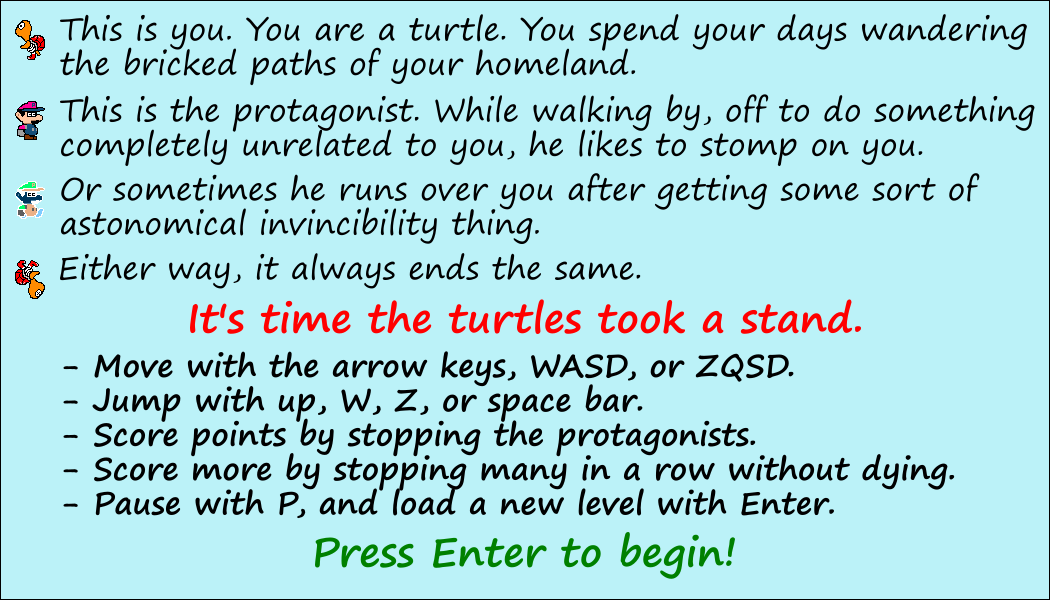 This is you. You are a turtle. You spend your days wandering
the bricked paths of your homeland.
This is the protagonist. While walking by, off to do something
completely unrelated to you, he likes to stomp on you.
Or sometimes he runs over you after getting some sort of
astonomical invincibility thing.
Either way, it always ends the same.
It's time the turtles took a stand.
- Move with the arrow keys, WASD, or ZQSD.
- Jump with up, W, Z, or space bar.
- Score points by stopping the protagonists.
- Score more by stopping many in a row without dying.
- Pause with P, and load a new level with Enter.
Press Enter to begin!